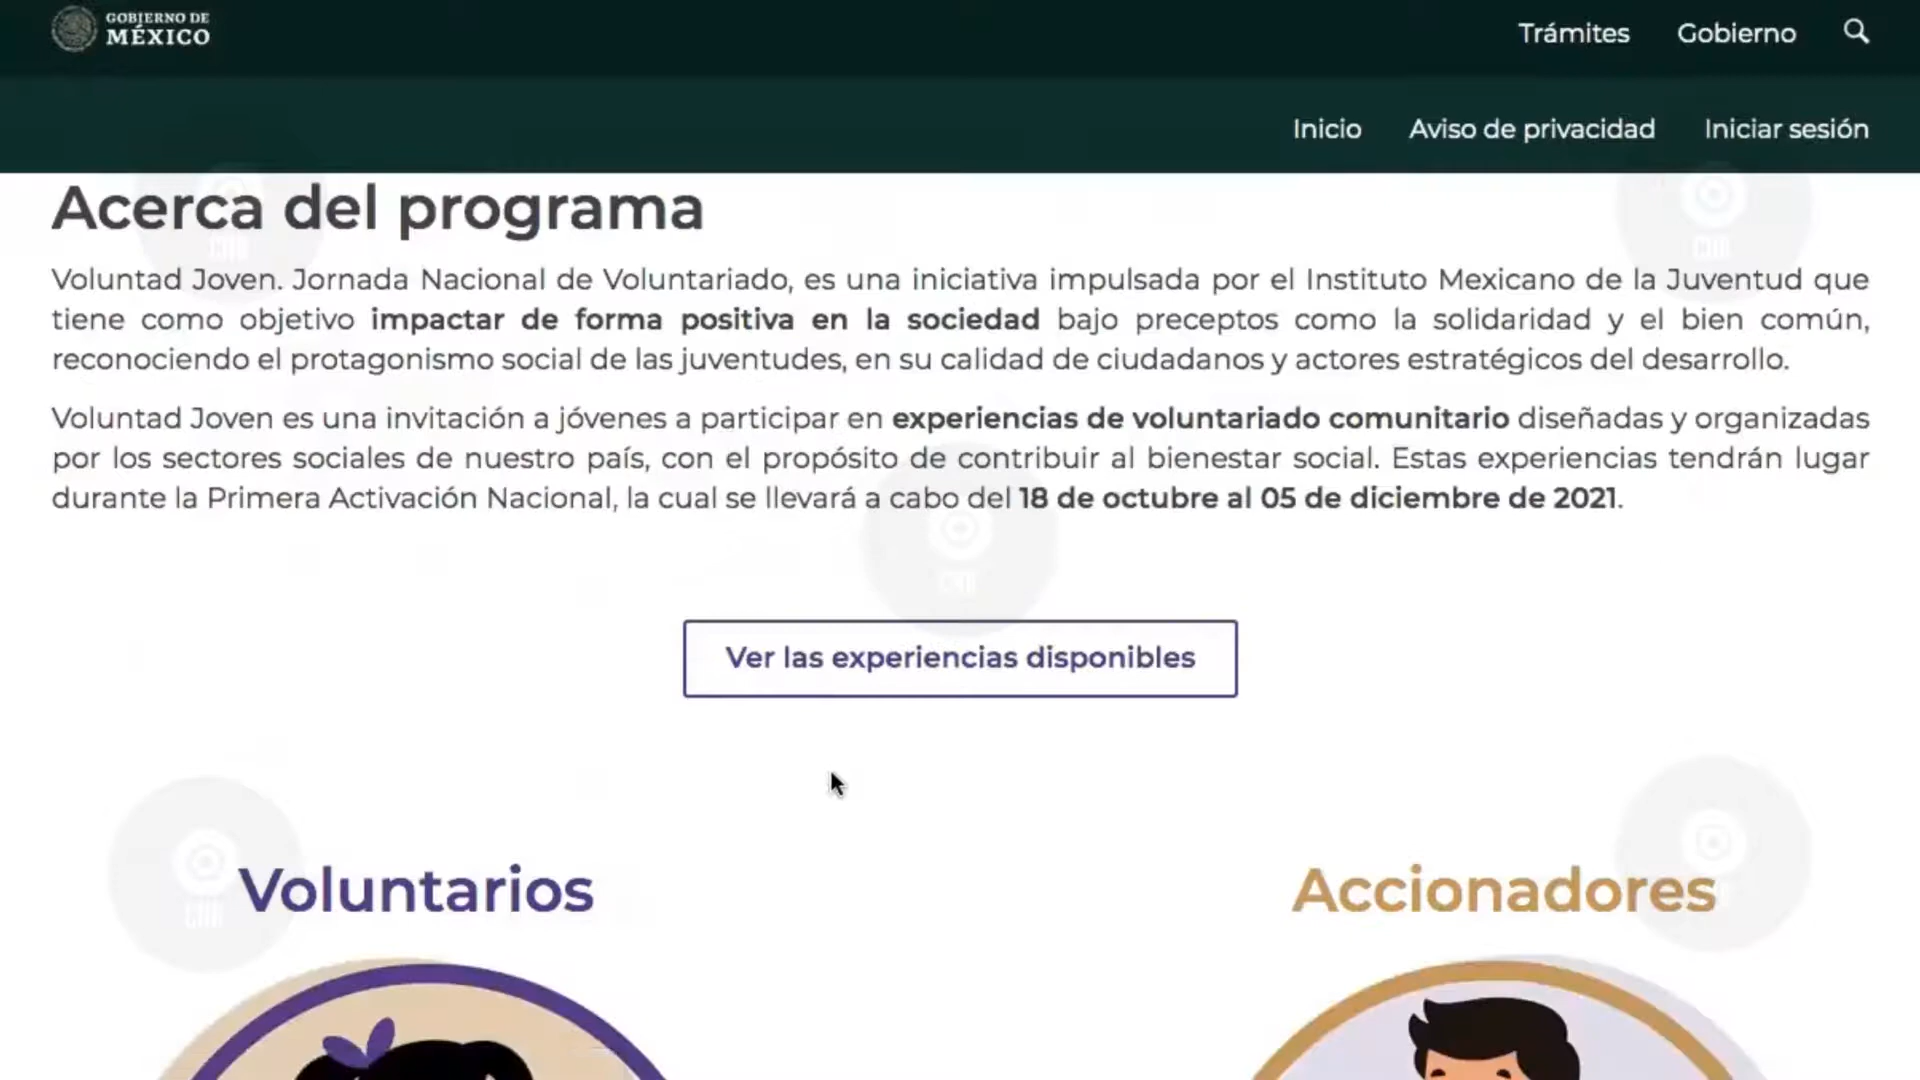 GOBIERNO DE
MÉXICO
Trámites Gobierno
Inicio Aviso de privacidad Iniciar sesión
Acerca del programa
Voluntad Joven. Jornada Nacional de Voluntariado, es una iniciativa impulsada por el Instituto Mexicano de la Juventud que
tiene como objetivo impactar de forma positiva en la sociedad bajo preceptos como la solidaridad y el bien común,
reconociendo el protagonismo social de las juventudes, en su calidad de ciudadanos y actores estratégicos del desarrollo.
Voluntad Joven es una invitación a jóvenes a participar en experiencias de voluntariado comunitario diseñadas y organizadas
por los sectores sociales de nuestro país, con el propósito de contribuir al bienestar social. Estas experiencias tendrán lugar
durante la Primera Activación Nacional, la cual se llevará a cabo del 18 de octubre al 05 de diciembre de 2021.
Ver las experiencias disponibles
Voluntarios
Accionadores